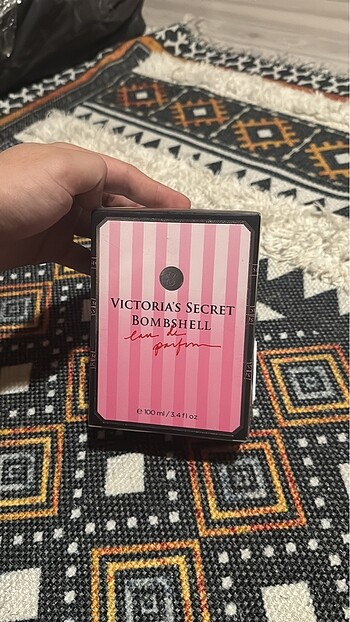 VICTORIA'S SECRET
BOMBSHELL
eau de
parfum
℮ 100 ml / 3.4 fl oz